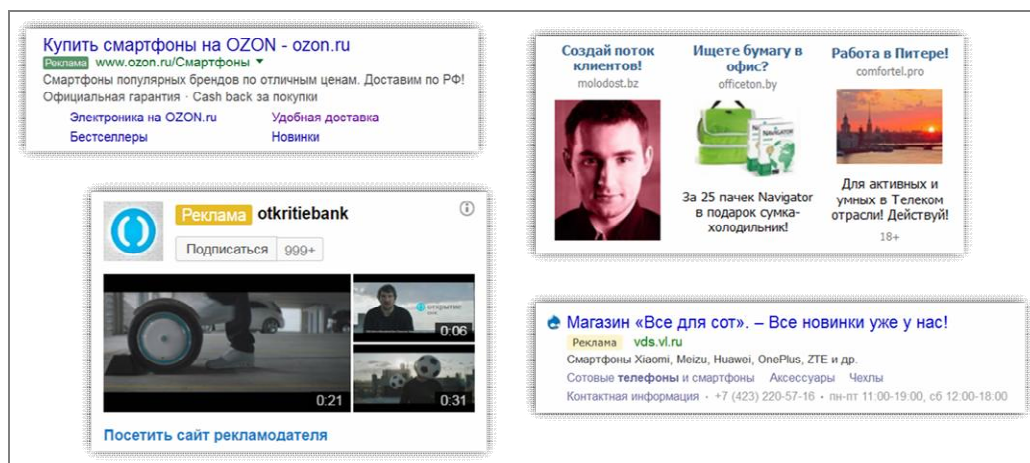 Купить смартфоны на OZON - ozon.ru
Реклама www.ozon.ru/Смартфоны
Смартфоны популярных брендов по отличным ценам. Доставим по РФ!
Официальная гарантия · Cash back за покупки
Электроника на OZON.ru Удобная доставка
Бестселлеры Новинки
Создай поток
клиентов!
molodost.bz
Ищете бумагу в
офис?
officeton.by
NAVIGATOR
За 25 пачек Navigator
в подарок сумка-
холодильник!
Работа в Питере!
comfortel.pro
Для активных и
умных в Телеком
отрасли! Действуй!
18+
Реклама otkritiebank
Подписаться 999+
0:21
открытие
0:06
0:31
Посетить сайт рекламодателя
Магазин «Все для сот». – Все новинки уже у нас!
Реклама vds.vl.ru
Смартфоны Xiaomi, Meizu, Huawei, OnePlus, ZTE и др.
Сотовые телефоны и смартфоны Аксессуары Чехлы
Контактная информация · +7 (423) 220-57-16 · пн-пт 11:00-19:00, сб 12:00-18:00